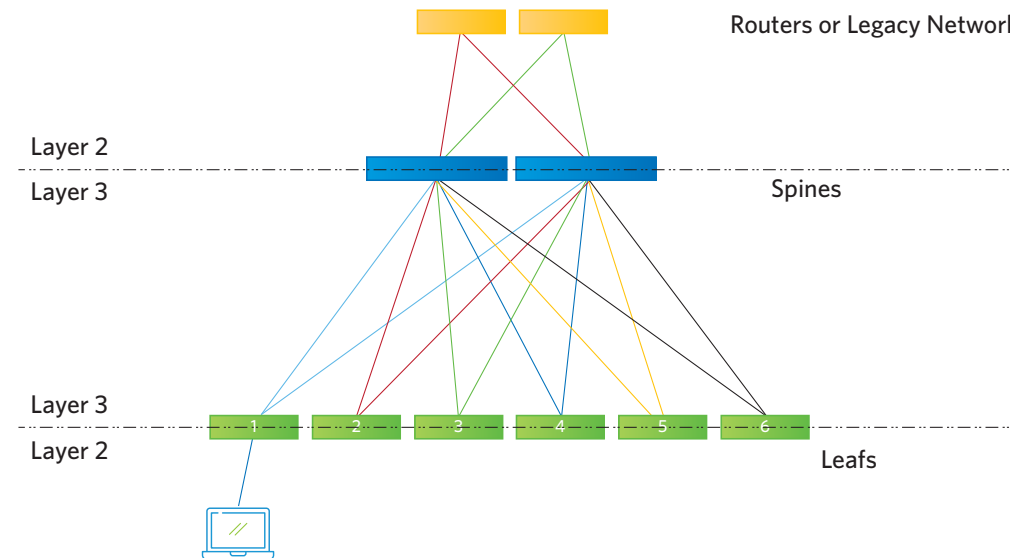 Routers or Legacy Network
Layer 2
Layer 3
Spines
Layer 3
1 2 3 4 5 6
Layer 2
Leafs